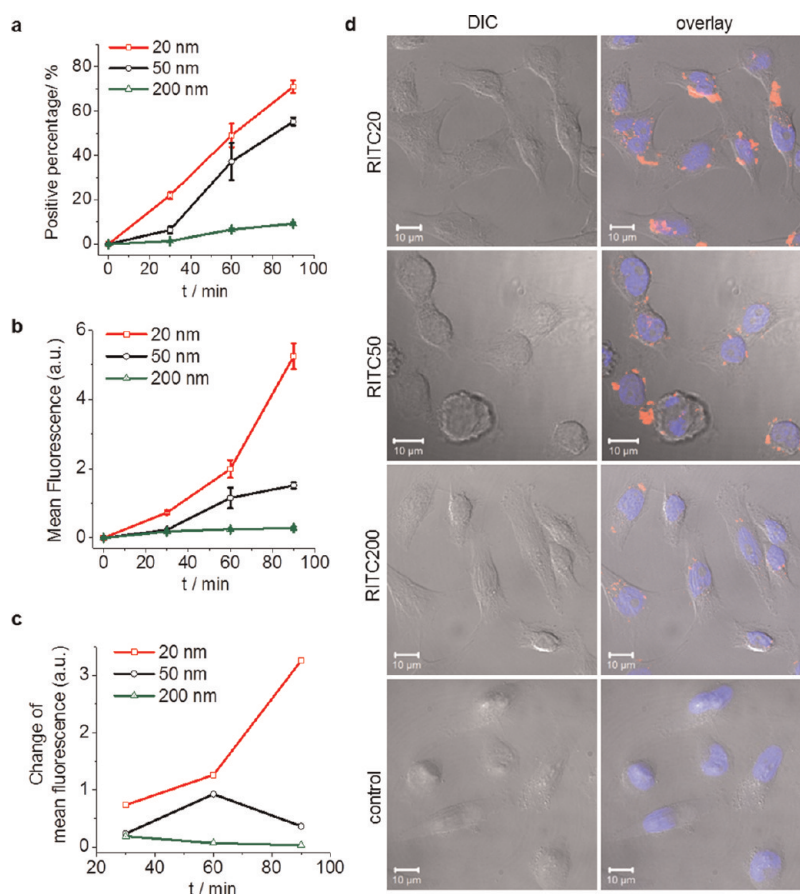 a
20 nm
50 nm
200 nm
Positive percentage/ %
80
60
40
20
0
0 20 40 60 80 100
t / min
b
20 nm
50 nm
200 nm
Mean Fluorescence (a.u.)
6
4
2
0
0 20 40 60 80 100
t / min
c
20 nm
50 nm
200 nm
Change of
mean fluorescence (a.u.)
3
2
1
0
20 40 60 80 100
t / min
d
DIC overlay
RITC20
10 µm 10 µm
RITC50
10 µm 10 µm
RITC200
10 µm 10 µm
control
10 µm 10 µm